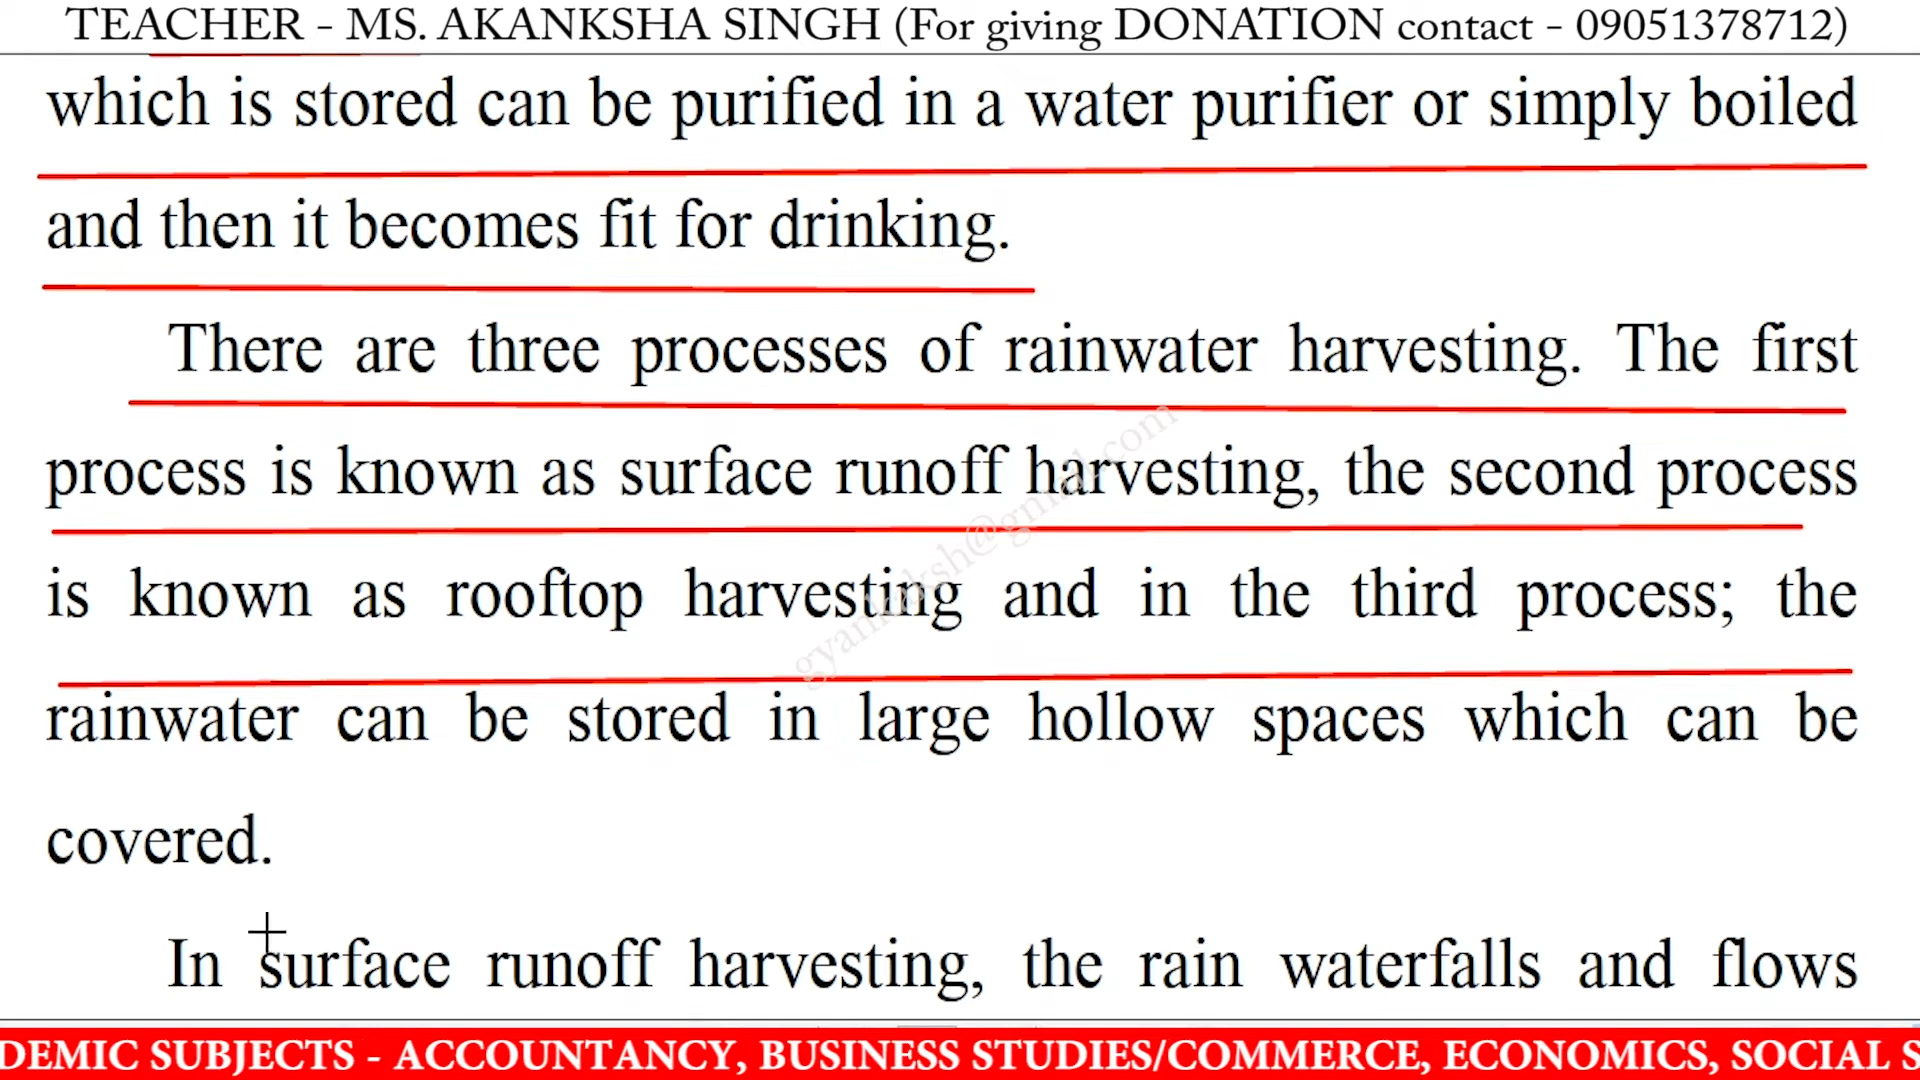 TEACHER - MS. AKANKSHA SINGH (For giving DONATION contact - 09051378712)
which is stored can be purified in a water purifier or simply boiled
and then it becomes fit for drinking.
There are three processes of rainwater harvesting. The first
process is known as surface runoff harvesting, the second process
is known as rooftop harvesting and in the third process; the
rainwater can be stored in large hollow spaces which can be
covered.
In surface runoff harvesting, the rain waterfalls and flows
DEMIC SUBJECTS - ACCOUNTANCY, BUSINESS STUDIES/COMMERCE, ECONOMICS, SOCIAL S